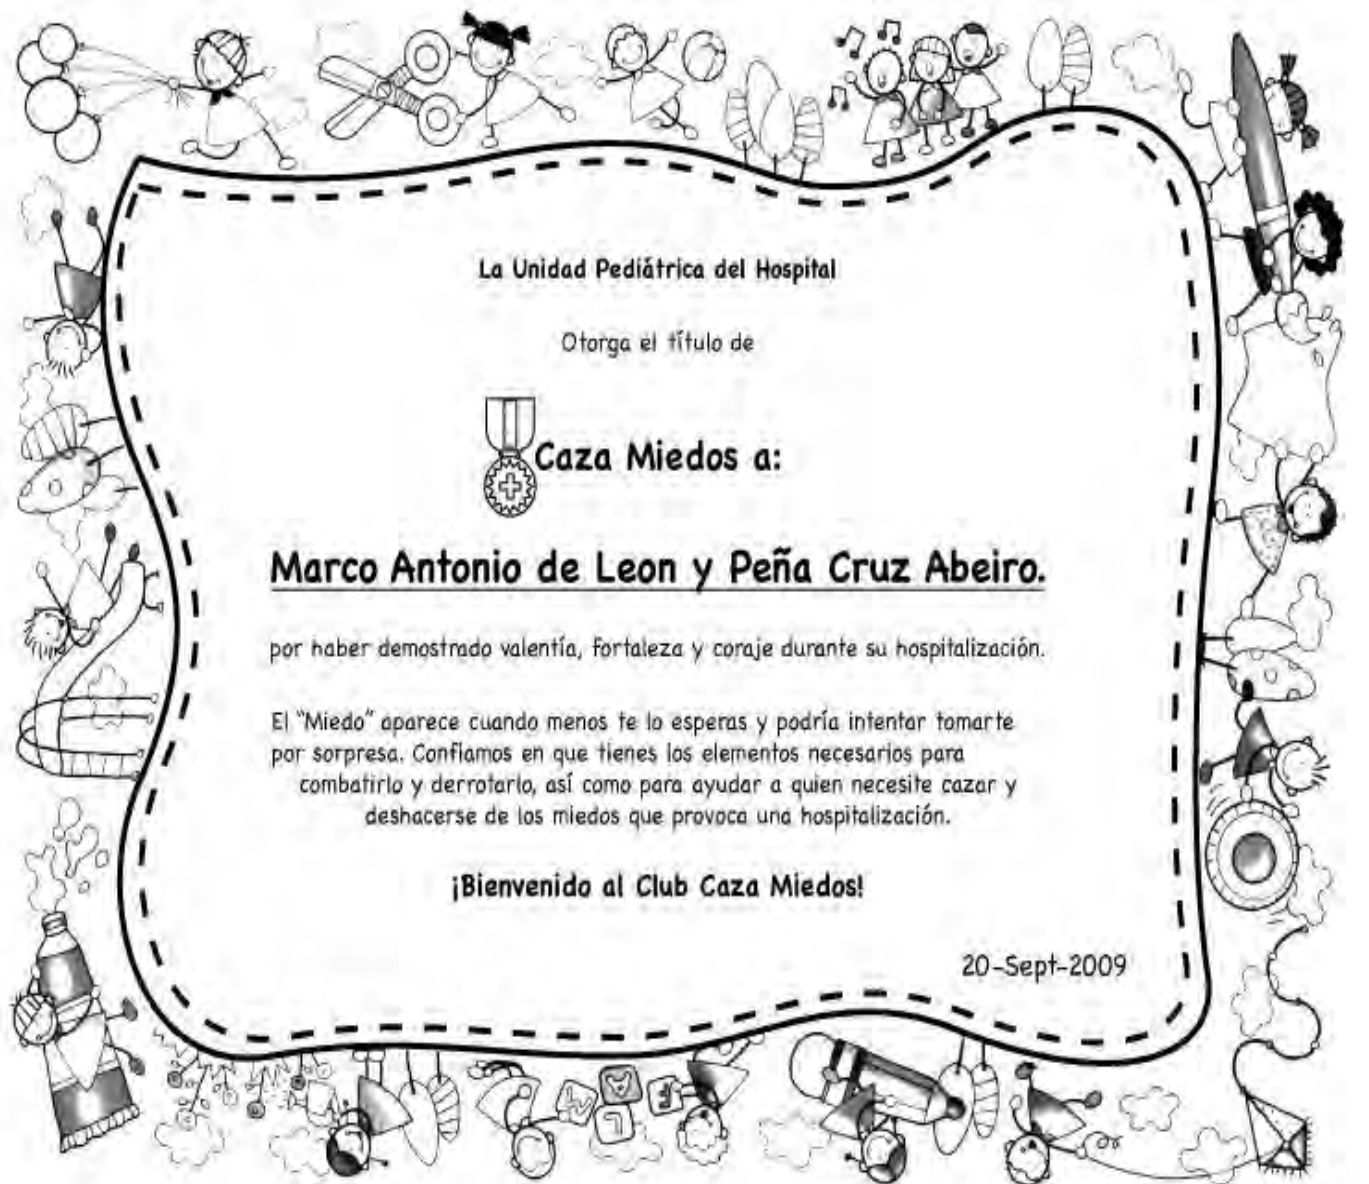 La Unidad Pediátrica del Hospital
Otorga el título de
Caza Miedos a:
Marco Antonio de Leon y Peña Cruz Abeiro.
por haber demostrado valentía, fortaleza y coraje durante su hospitalización.
El "Miedo" aparece cuando menos te lo esperas y podría intentar tomarte
por sorpresa. Confiamos en que tienes los elementos necesarios para
combatirlo y derrotarlo, así como para ayudar a quien necesite cazar y
deshacerse de los miedos que provoca una hospitalización.
¡Bienvenido al Club Caza Miedos!
20-Sept-2009